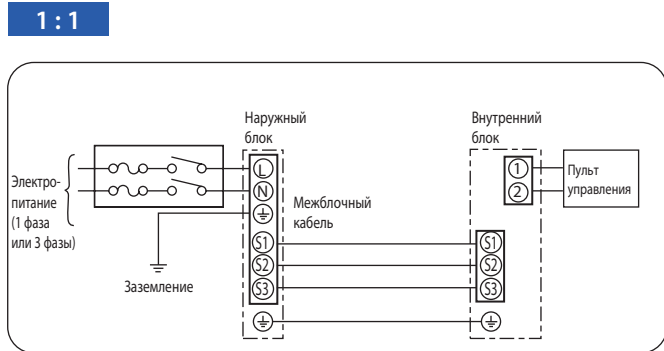 1 : 1
Наружный
блок
Внутренний
блок
Электро-
питание
(1 фаза
или 3 фазы)
L
N
Заземление
Межблочный
кабель
S1
S2
S3
1
2
Пульт
управления
S1
S2
S3